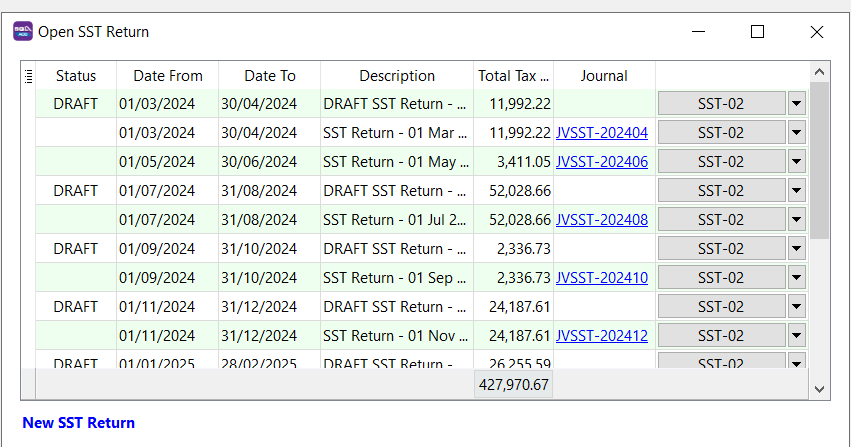 Open SST Return
Status Date From Date To Description Total Tax ... Journal
DRAFT 01/03/2024 30/04/2024 DRAFT SST Return - ... 11,992.22 SST-02
01/03/2024 30/04/2024 SST Return - 01 Mar ... 11,992.22 JVSST-202404 SST-02
01/05/2024 30/06/2024 SST Return - 01 May ... 3,411.05 JVSST-202406 SST-02
DRAFT 01/07/2024 31/08/2024 DRAFT SST Return - ... 52,028.66 SST-02
01/07/2024 31/08/2024 SST Return - 01 Jul 2... 52,028.66 JVSST-202408 SST-02
DRAFT 01/09/2024 31/10/2024 DRAFT SST Return - ... 2,336.73 SST-02
01/09/2024 31/10/2024 SST Return - 01 Sep ... 2,336.73 JVSST-202410 SST-02
DRAFT 01/11/2024 31/12/2024 DRAFT SST Return - ... 24,187.61 SST-02
01/11/2024 31/12/2024 SST Return - 01 Nov ... 24,187.61 JVSST-202412 SST-02
DRAFT 01/01/2025 28/02/2025 DRAFT SST Return - 26,255.59 SST-02
427,970.67
New SST Return